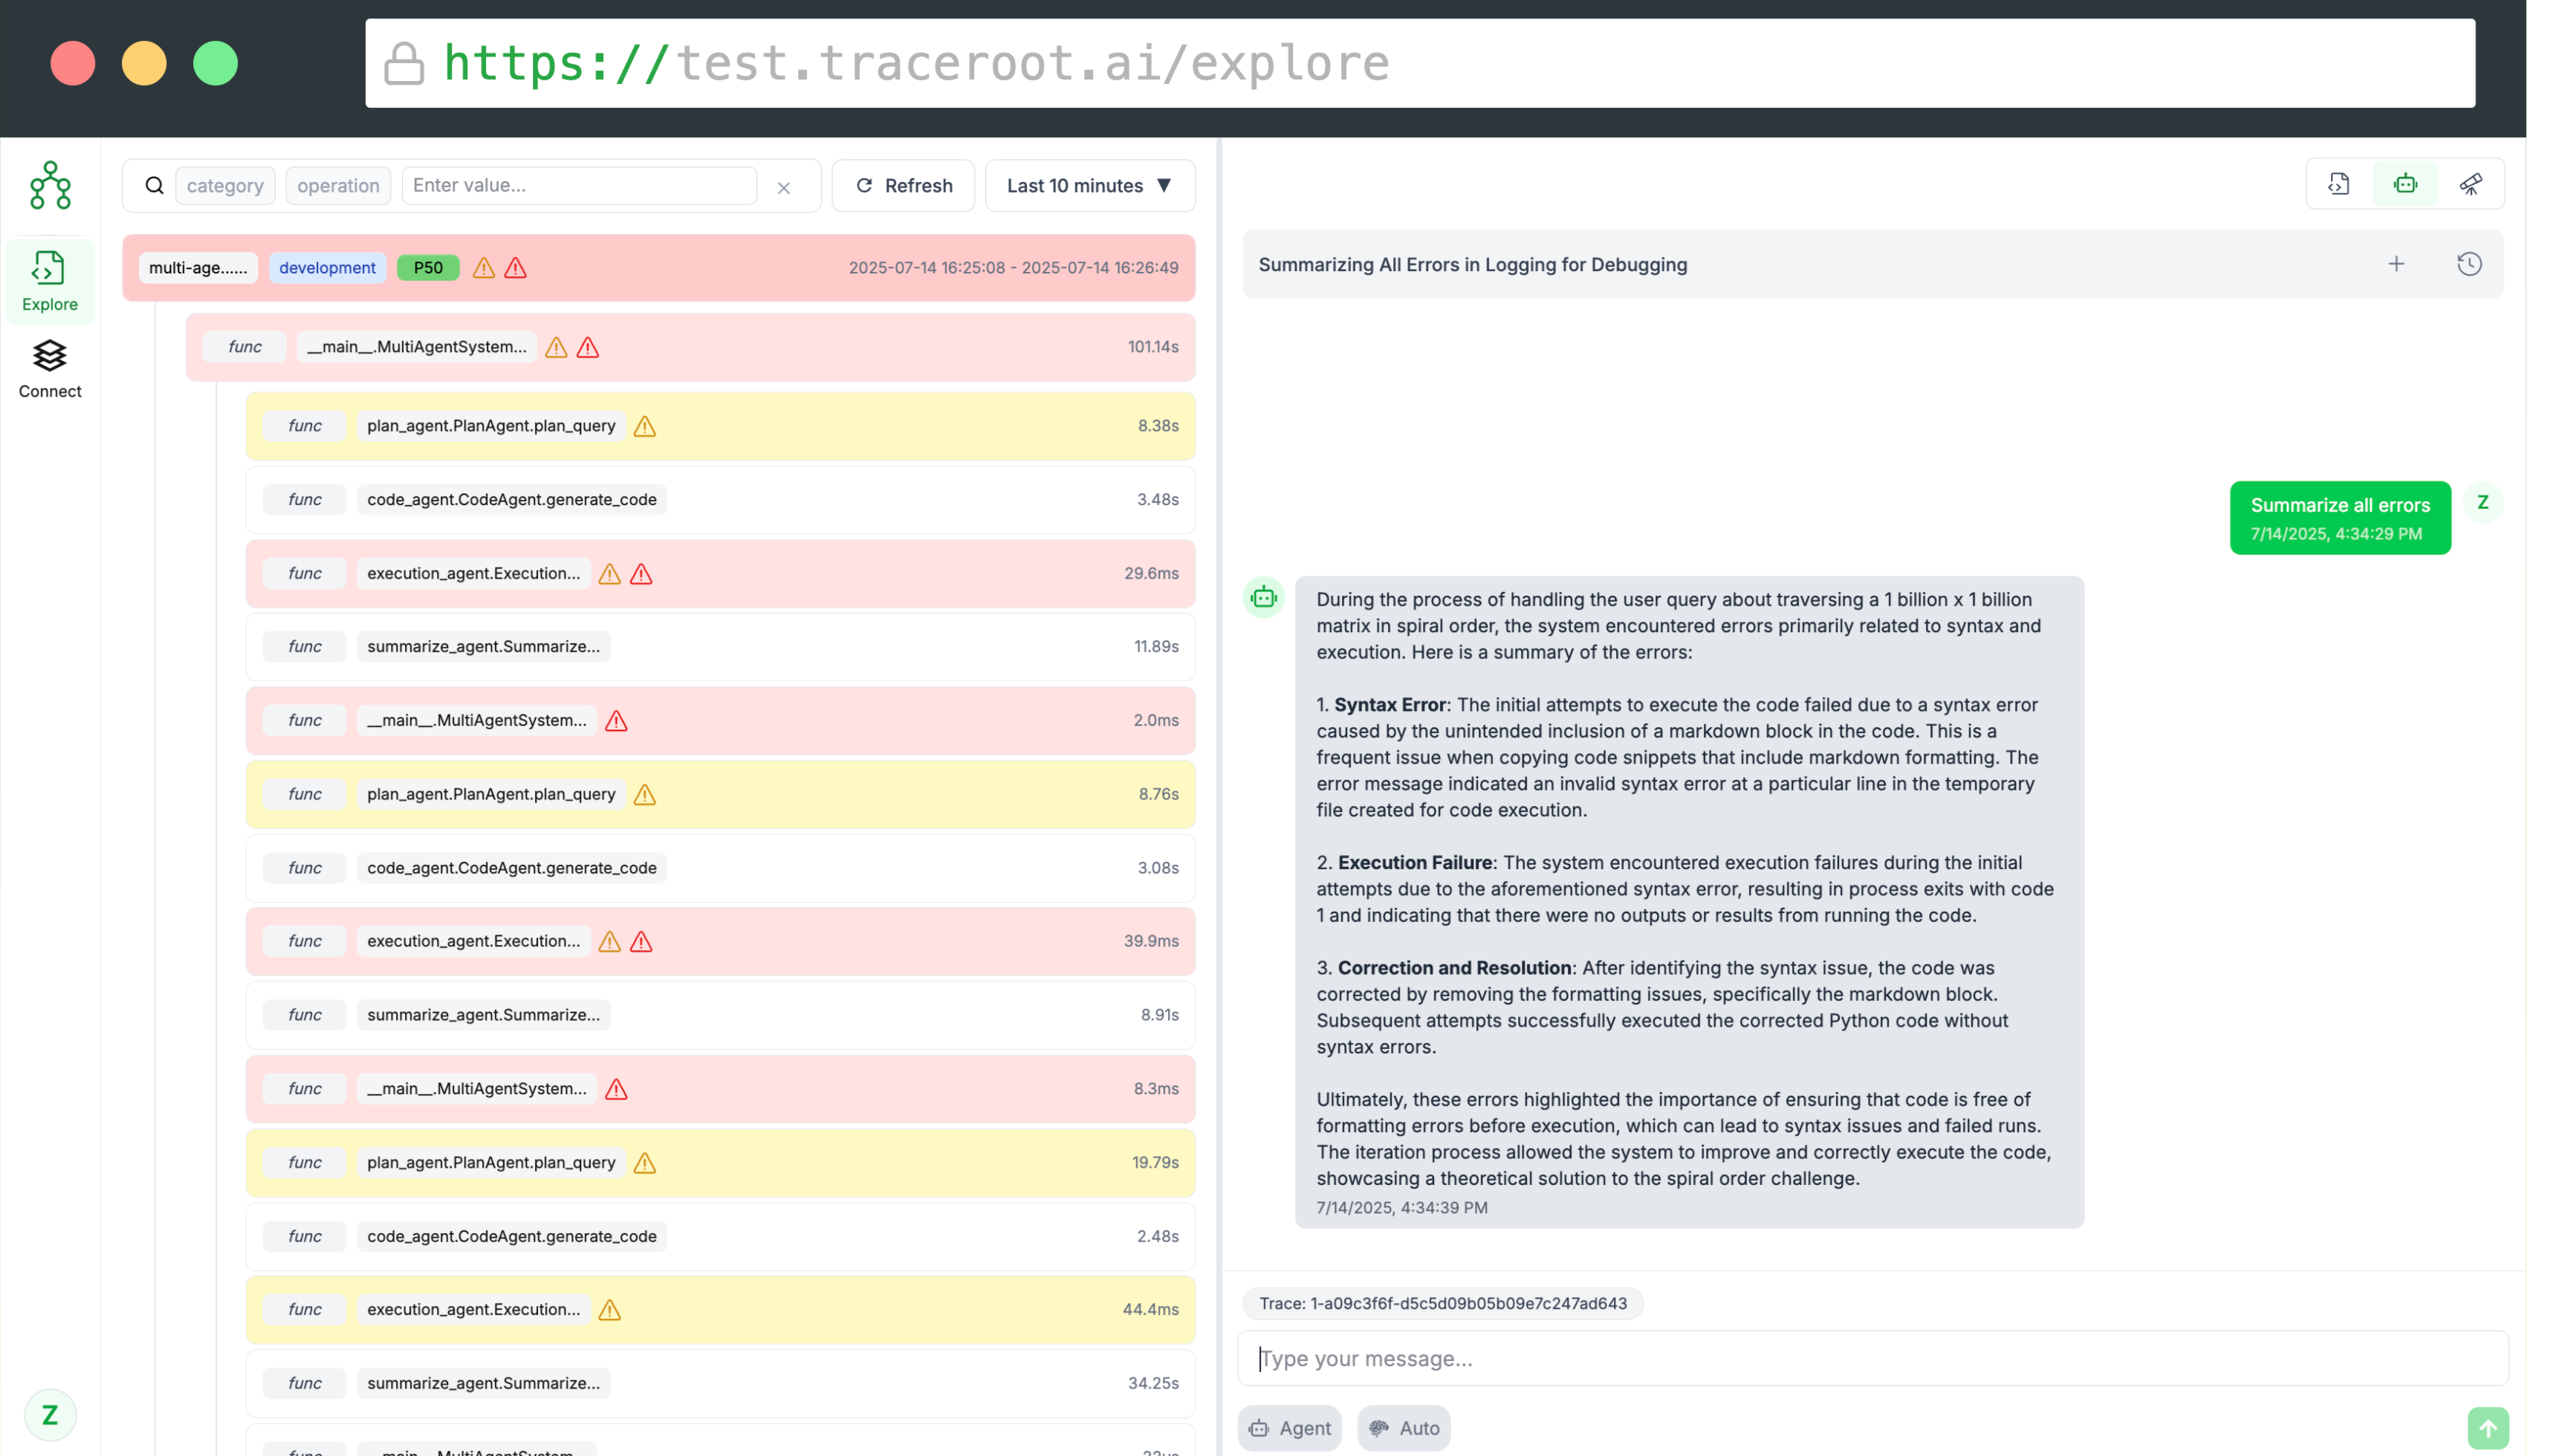 https://test.traceroot.ai/explore
category operation Enter value... Refresh Last 10 minutes ▼
Explore
Connect
Z
multi-age...... development P50 2025-07-14 16:25:08 - 2025-07-14 16:26:49
func __main__.MultiAgentSystem... 101.14s
func plan_agent.PlanAgent.plan_query 8.38s
func code_agent.CodeAgent.generate_code 3.48s
func execution_agent.Execution... 29.6ms
func summarize_agent.Summarize... 11.89s
func __main__.MultiAgentSystem... 2.0ms
func plan_agent.PlanAgent.plan_query 8.76s
func code_agent.CodeAgent.generate_code 3.08s
func execution_agent.Execution... 39.9ms
func summarize_agent.Summarize... 8.91s
func __main__.MultiAgentSystem... 8.3ms
func plan_agent.PlanAgent.plan_query 19.79s
func code_agent.CodeAgent.generate_code 2.48s
func execution_agent.Execution... 44.4ms
func summarize_agent.Summarize... 34.25s
Summarizing All Errors in Logging for Debugging
Summarize all errors
7/14/2025, 4:34:29 PM
Z
During the process of handling the user query about traversing a 1 billion x 1 billion
matrix in spiral order, the system encountered errors primarily related to syntax and
execution. Here is a summary of the errors:
1. Syntax Error: The initial attempts to execute the code failed due to a syntax error
caused by the unintended inclusion of a markdown block in the code. This is a
frequent issue when copying code snippets that include markdown formatting. The
error message indicated an invalid syntax error at a particular line in the temporary
file created for code execution.
2. Execution Failure: The system encountered execution failures during the initial
attempts due to the aforementioned syntax error, resulting in process exits with code
1 and indicating that there were no outputs or results from running the code.
3. Correction and Resolution: After identifying the syntax issue, the code was
corrected by removing the formatting issues, specifically the markdown block.
Subsequent attempts successfully executed the corrected Python code without
syntax errors.
Ultimately, these errors highlighted the importance of ensuring that code is free of
formatting errors before execution, which can lead to syntax issues and failed runs.
The iteration process allowed the system to improve and correctly execute the code,
showcasing a theoretical solution to the spiral order challenge.
7/14/2025, 4:34:39 PM
Trace: 1-a09c3f6f-d5c5d09b05b09e7c247ad643
Type your message...
Agent Auto